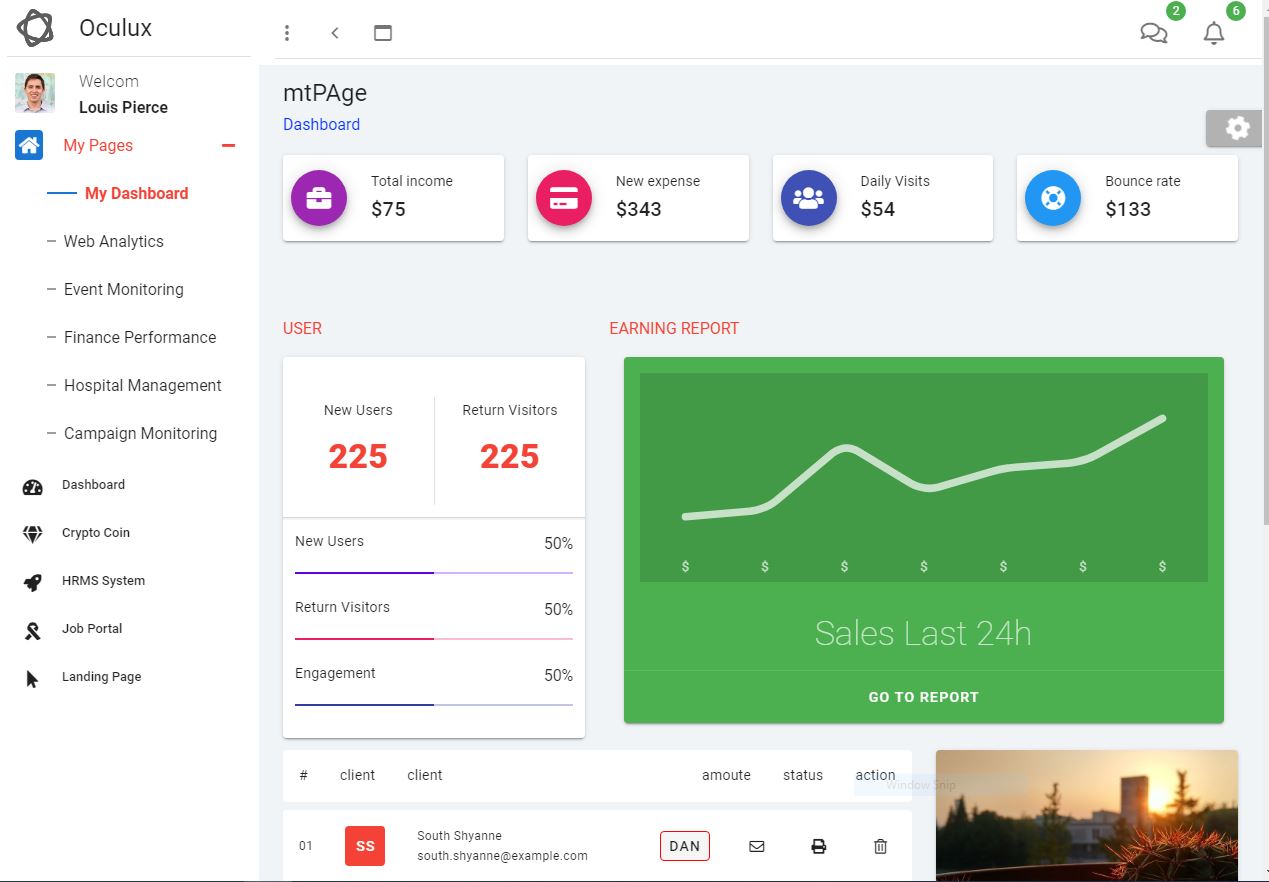 Oculux
2
6
Welcom
Louis Pierce
My Pages
My Dashboard
Web Analytics
Event Monitoring
Finance Performance
Hospital Management
Campaign Monitoring
Dashboard
Crypto Coin
HRMS System
Job Portal
Landing Page
mtPAge
Dashboard
Total income
$75
New expense
$343
Daily Visits
$54
Bounce rate
$133
USER
New Users
225
Return Visitors
225
New Users 50%
Return Visitors 50%
Engagement 50%
EARNING REPORT
$ $ $ $ $ $ $
Sales Last 24h
GO TO REPORT
# client client amoute status action
Window Snip
01 SS South Shyanne
south.shyanne@example.com
DAN